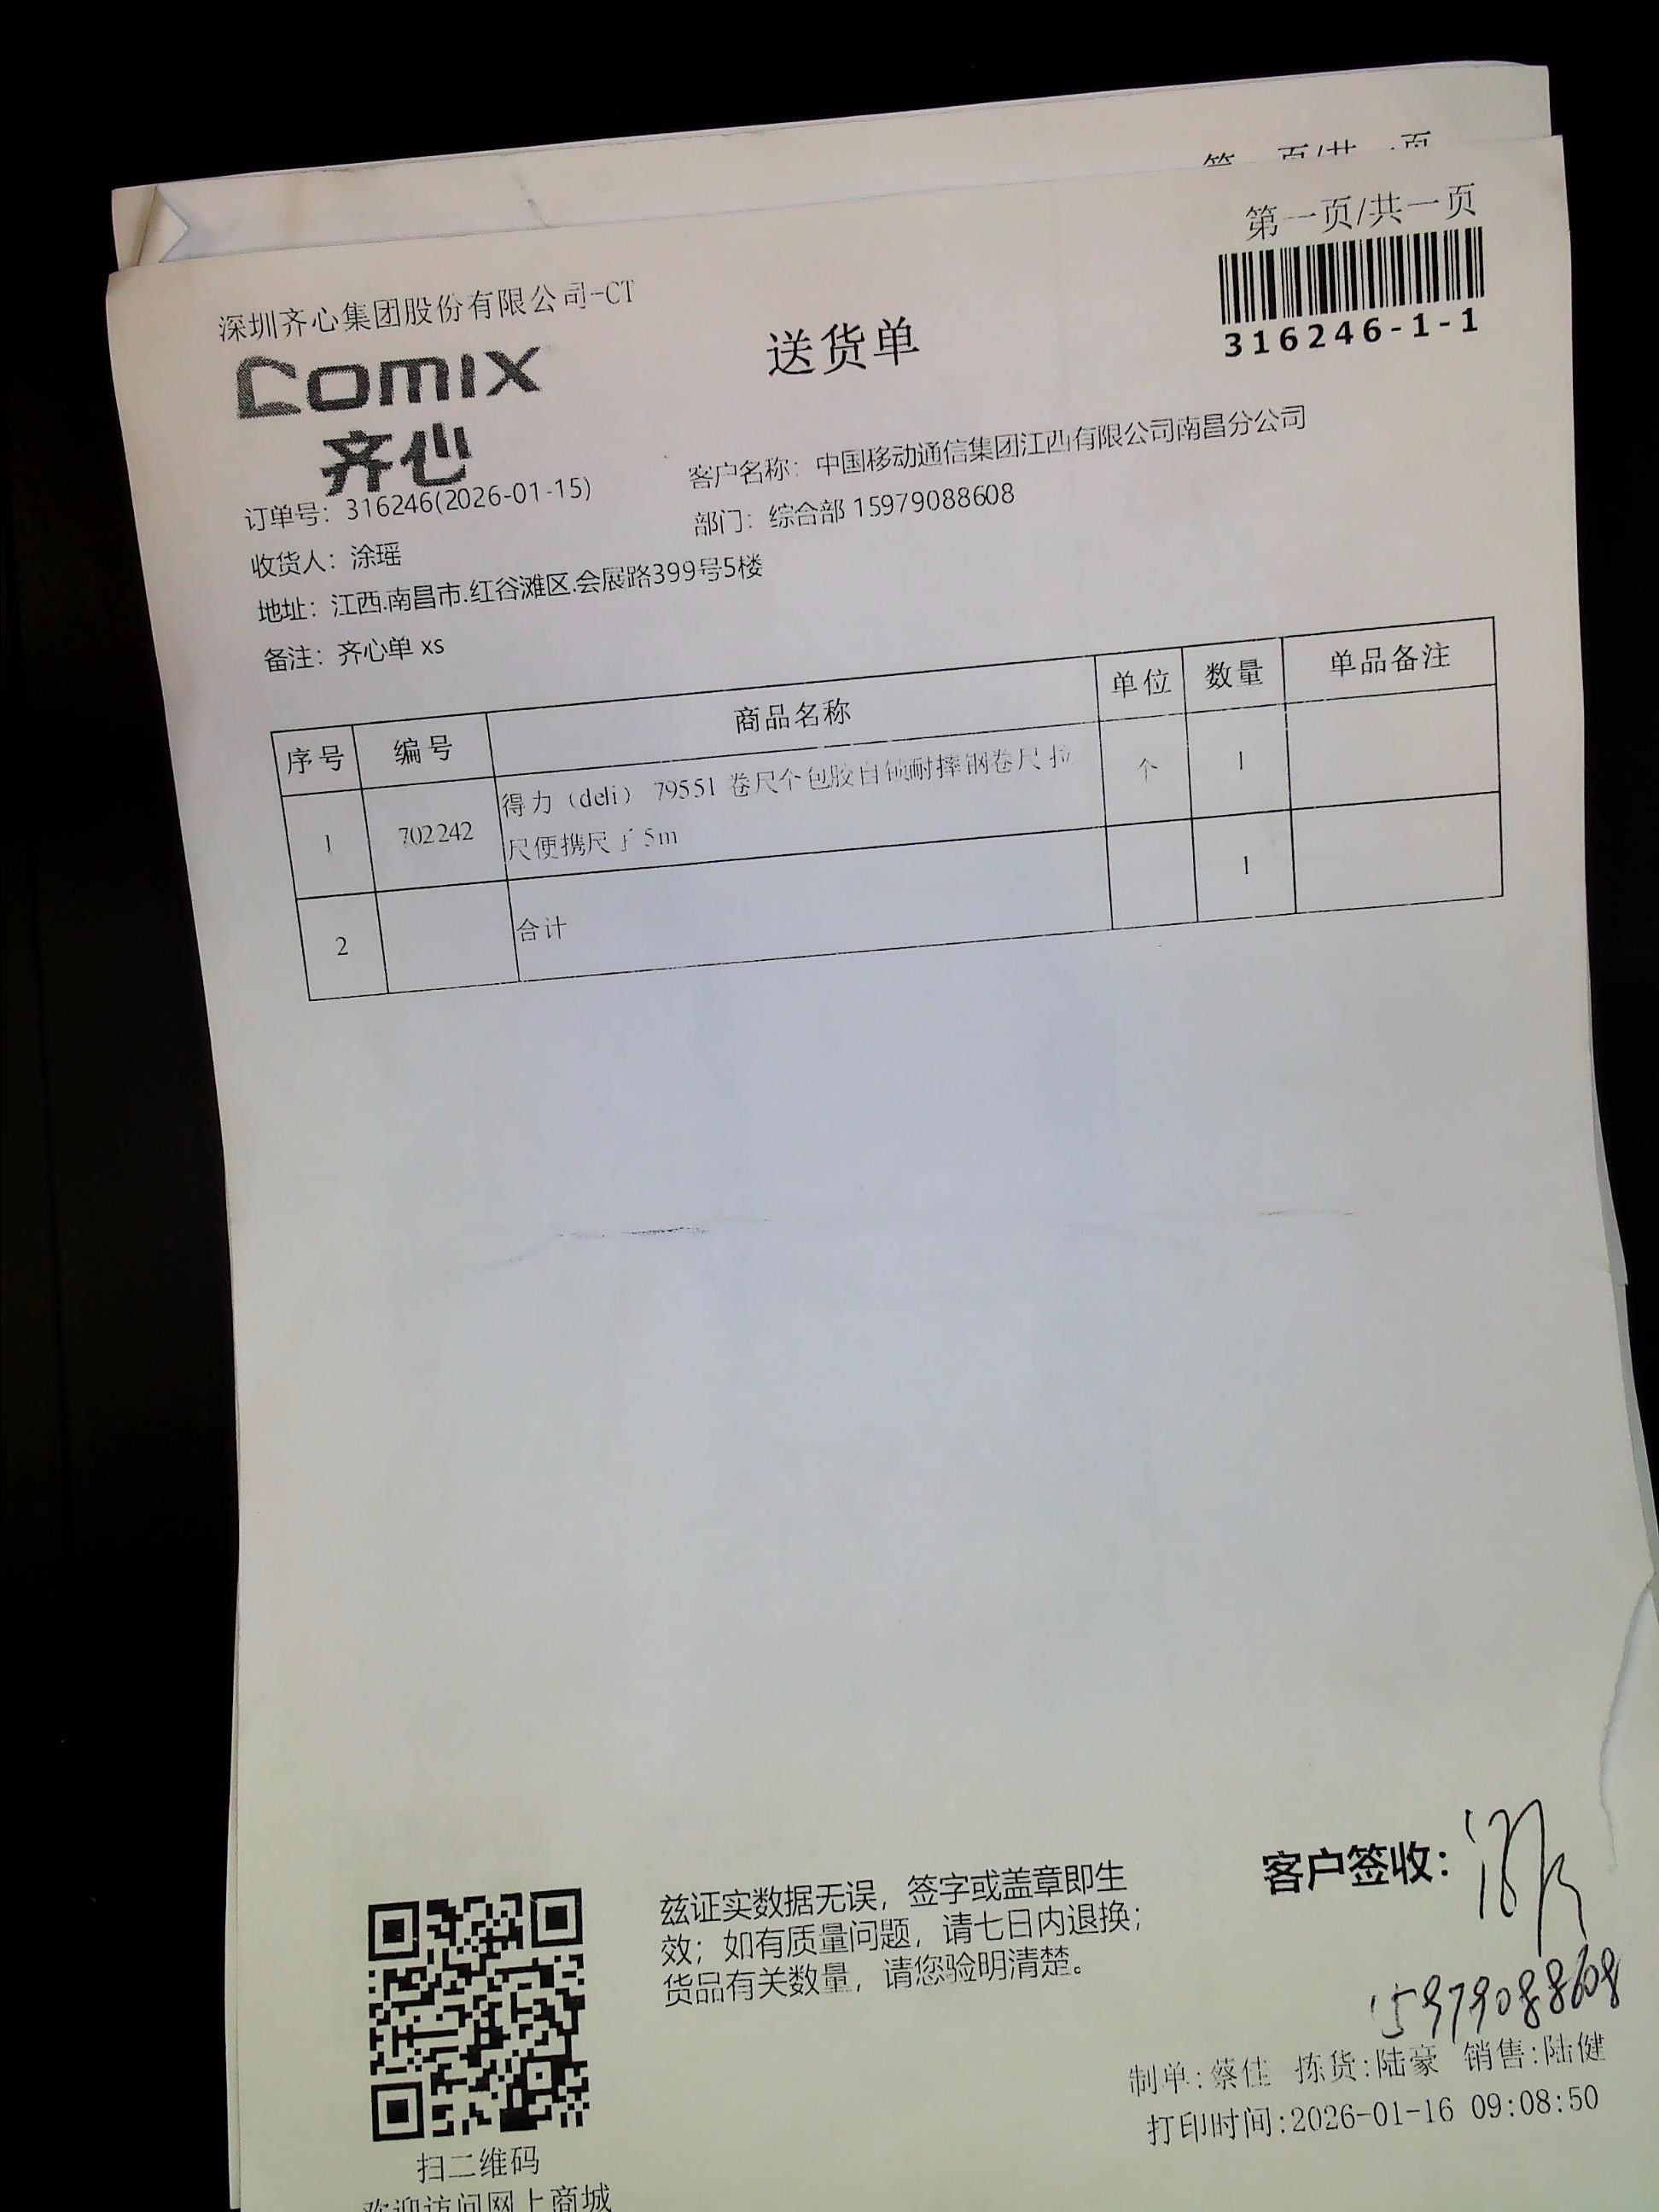 第一页/共一页
深圳齐心集团股份有限公司-CT
316246-1-1
送货单
comix
齐心
订单号：316246(2026-01-15)
客户名称：中国移动通信集团江西有限公司南昌分公司
收货人：涂瑶
部门：综合部 15979088608
地址：江西.南昌市.红谷滩区.会展路399号5楼
备注：齐心单 xs
序号 编号 商品名称 单位 数量 单品备注
1 702242 得力（deli） 79551 卷尺个包胶自锁耐摔钢卷尺拉 个 1
尺便携尺子5m
2 合计 1
客户签收：
兹证实数据无误，签字或盖章即生
效；如有质量问题，请七日内退换；
货品有关数量，请您验明清楚。
15979088608
制单:蔡佳 拣货:陆豪 销售:陆健
打印时间:2026-01-16 09:08:50
扫二维码
欢迎访问网上商城